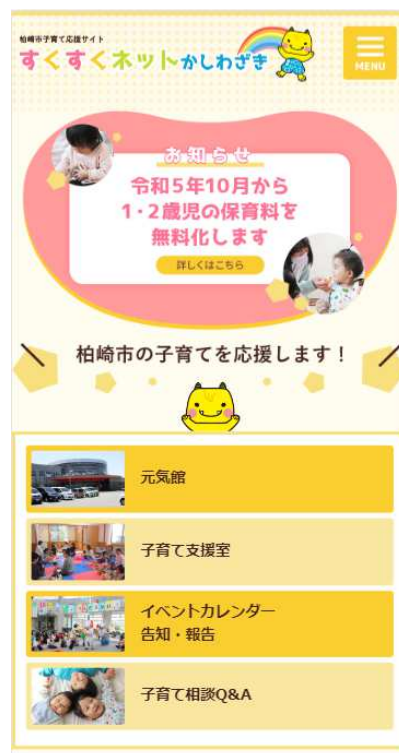 柏崎市子育て応援サイト
すくすくネットかしわざき
MENU
お知らせ
令和5年10月から
1・2歳児の保育料を
無料化します
詳しくはこちら
柏崎市の子育てを応援します！
元気館
子育て支援室
イベントカレンダー
告知・報告
子育て相談Q&A